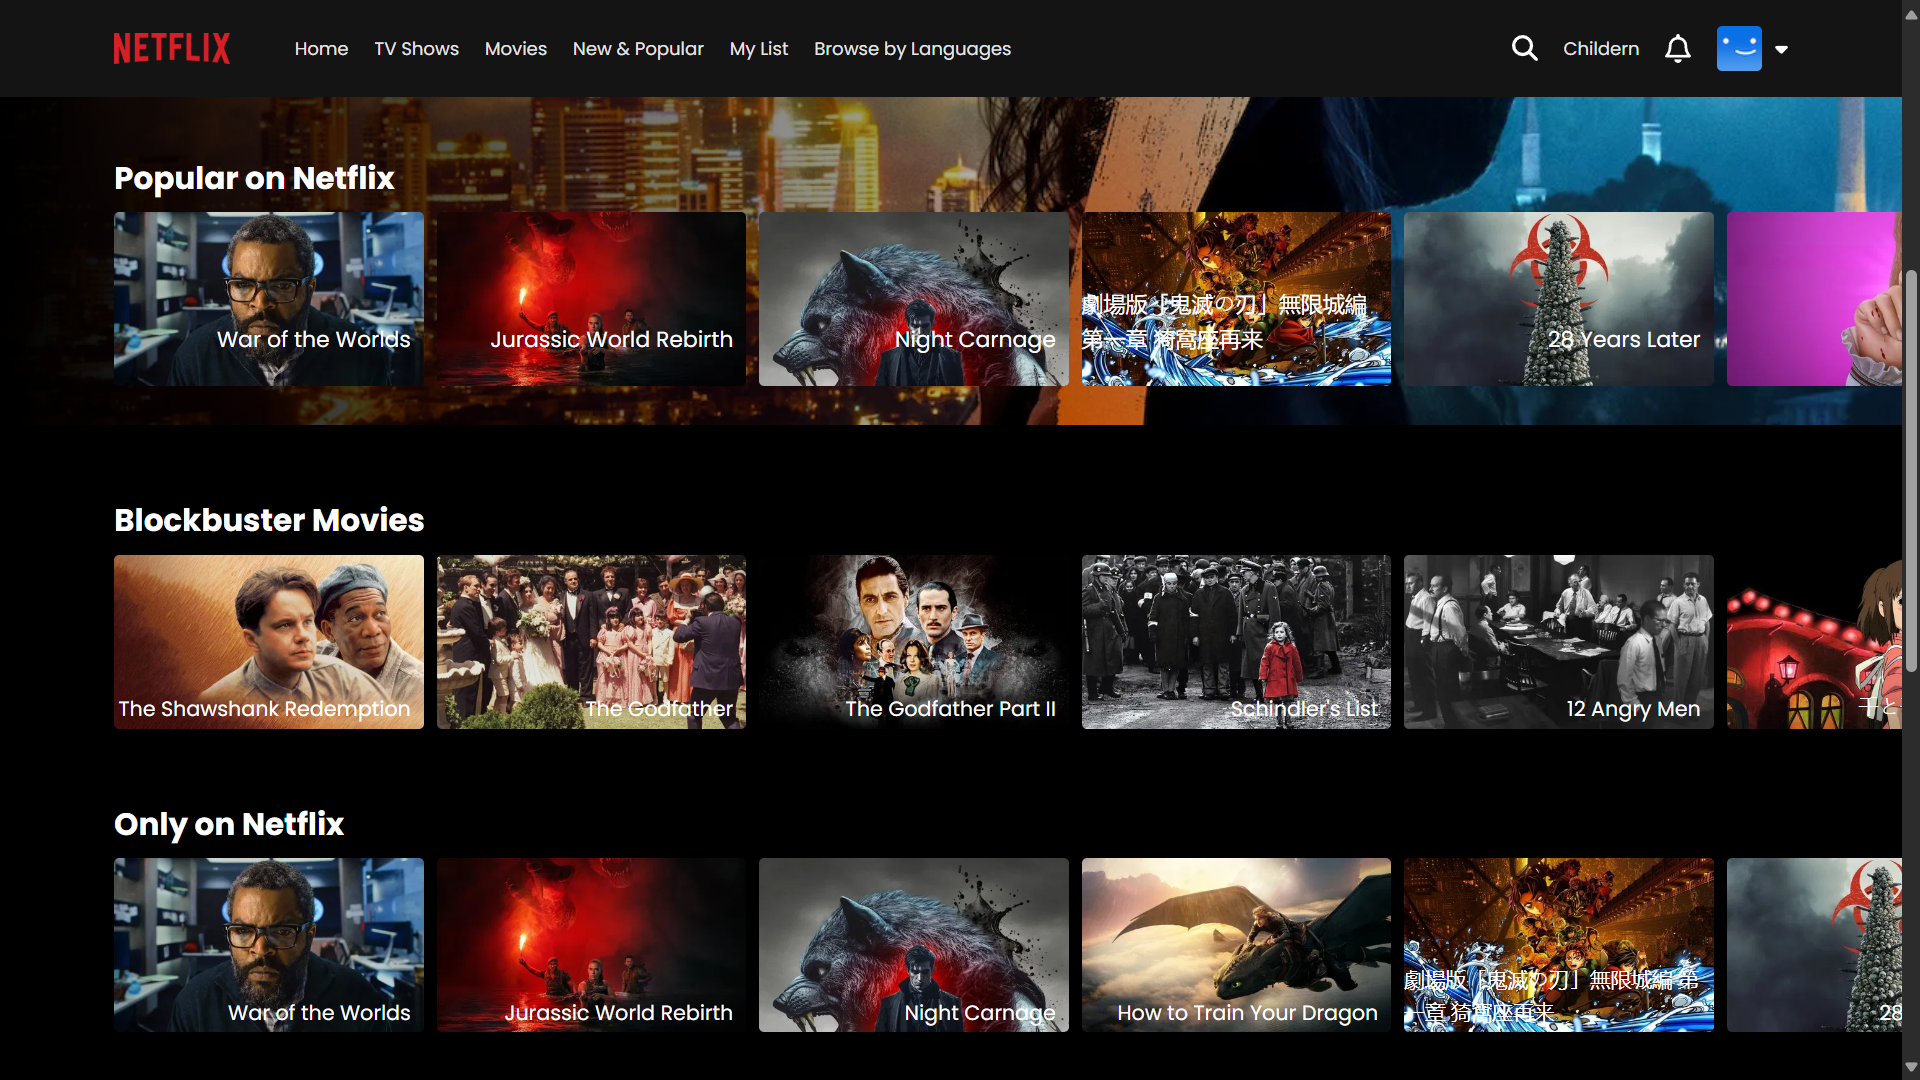 NETFLIX
Home
TV Shows
Movies
New & Popular
My List
Browse by Languages
Childern
Popular on Netflix
War of the Worlds
Jurassic World Rebirth
Night Carnage
劇場版「鬼滅の刃」無限城編
第一章 猗窩座再来
28 Years Later
Blockbuster Movies
The Shawshank Redemption
The Godfather
The Godfather Part II
Schindler's List
12 Angry Men
千と
Only on Netflix
War of the Worlds
Jurassic World Rebirth
Night Carnage
How to Train Your Dragon
劇場版「鬼滅の刃」無限城編 第
一章 猗窩座再来
28